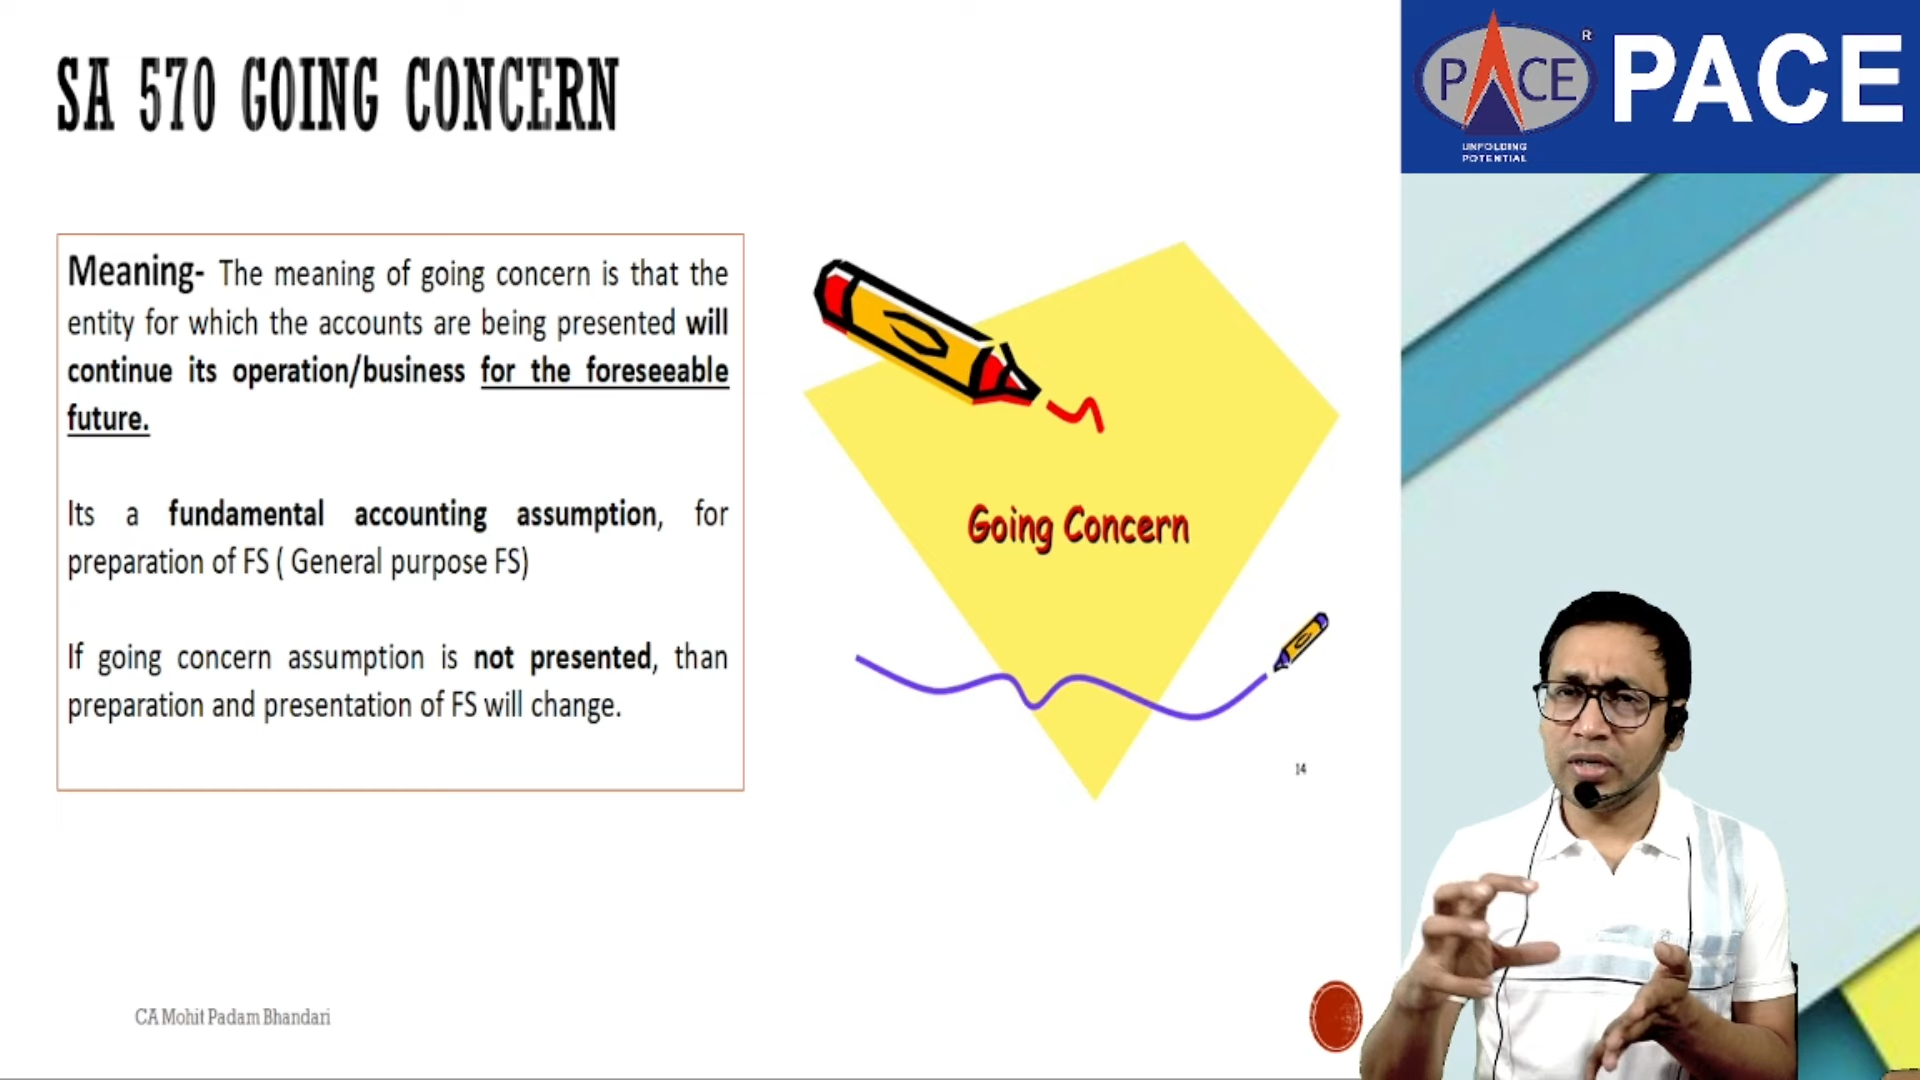 SA 570 GOING CONCERN
Meaning- The meaning of going concern is that the
entity for which the accounts are being presented will
continue its operation/business for the foreseeable
future.
Its a fundamental accounting assumption, for
preparation of FS ( General purpose FS)
If going concern assumption is not presented, than
preparation and presentation of FS will change.
Going Concern
14
CA Mohit Padam Bhandari
PACE
®
UNFOLDING
POTENTIAL
PACE